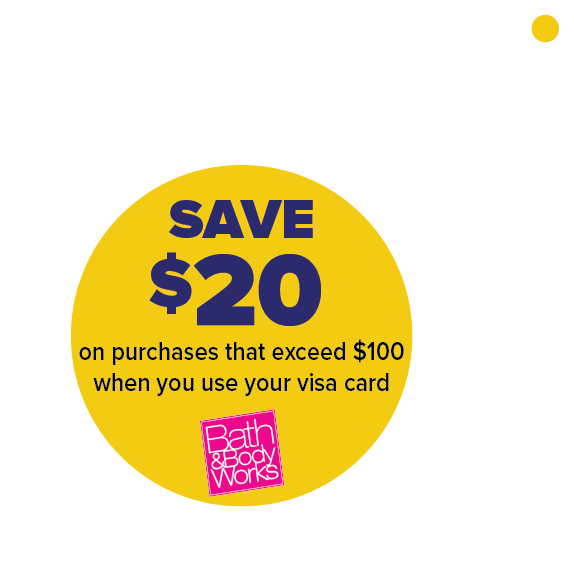 SAVE
$20
on purchases that exceed $100
when you use your visa card
Bath
&Body
Works